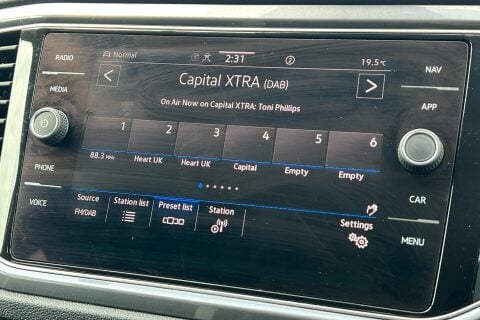 RADIO
MEDIA
PHONE
VOICE
Normal
2:31
2
19.5°C
Capital XTRA (DAB)
On Air Now on Capital XTRA: Toni Phillips
1 2 3 4 5 6
88.3 MHz Heart UK Heart UK Capital Empty Empty
Source
FM/DAB
Station list
Preset list
Station
Settings
NAV
APP
CAR
MENU